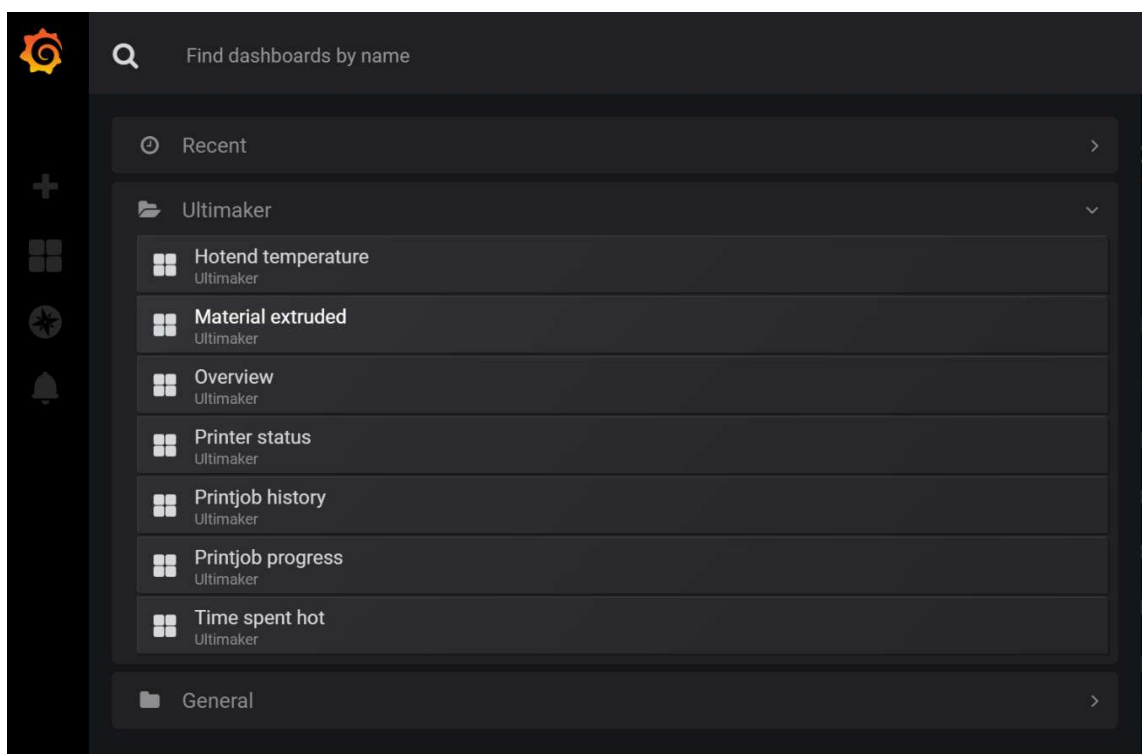 Find dashboards by name
Recent
Ultimaker
Hotend temperature
Ultimaker
Material extruded
Ultimaker
Overview
Ultimaker
Printer status
Ultimaker
Printjob history
Ultimaker
Printjob progress
Ultimaker
Time spent hot
Ultimaker
General